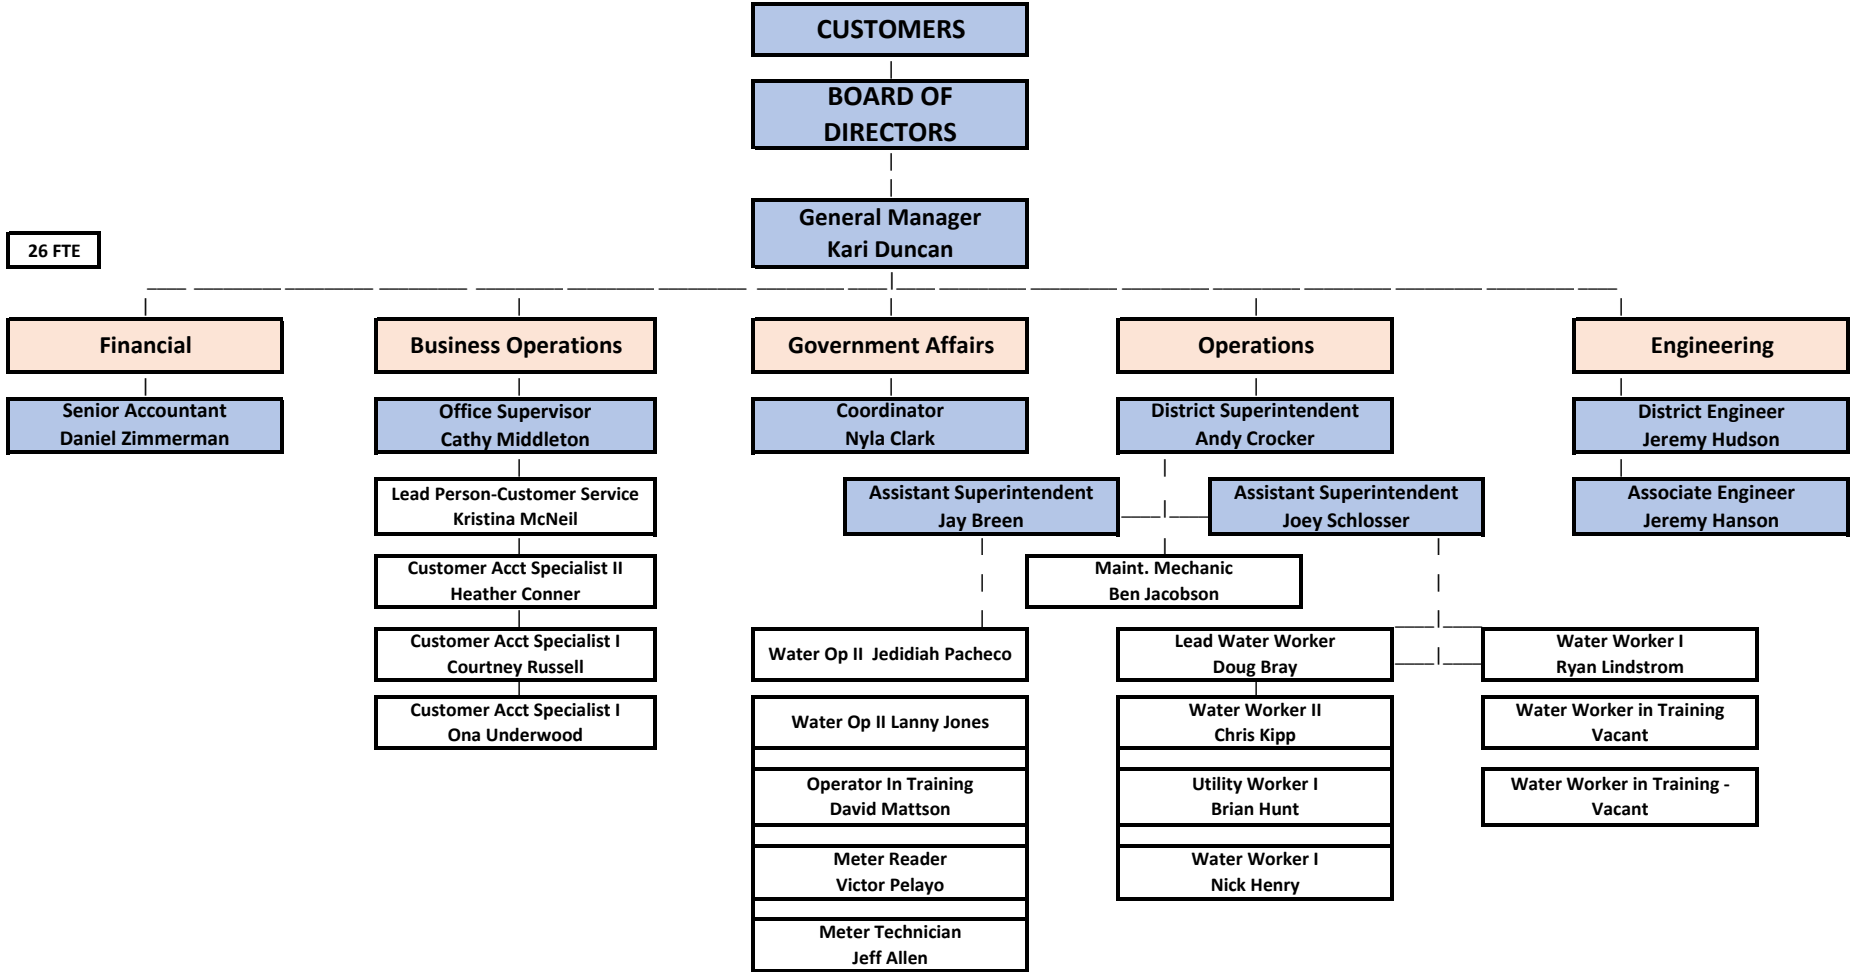 CUSTOMERS
BOARD OF
DIRECTORS
General Manager
Kari Duncan
26 FTE
Financial
Business Operations
Government Affairs
Operations
Engineering
Senior Accountant
Daniel Zimmerman
Office Supervisor
Cathy Middleton
Coordinator
Nyla Clark
District Superintendent
Andy Crocker
District Engineer
Jeremy Hudson
Lead Person-Customer Service
Kristina McNeil
Assistant Superintendent
Jay Breen
Assistant Superintendent
Joey Schlosser
Associate Engineer
Jeremy Hanson
Customer Acct Specialist II
Heather Conner
Maint. Mechanic
Ben Jacobson
Customer Acct Specialist I
Courtney Russell
Water Op II  Jedidiah Pacheco
Lead Water Worker
Doug Bray
Water Worker I
Ryan Lindstrom
Customer Acct Specialist I
Ona Underwood
Water Op II Lanny Jones
Water Worker II
Chris Kipp
Water Worker in Training
Vacant
Operator In Training
David Mattson
Utility Worker I
Brian Hunt
Water Worker in Training -
Vacant
Meter Reader
Victor Pelayo
Water Worker I
Nick Henry
Meter Technician
Jeff Allen